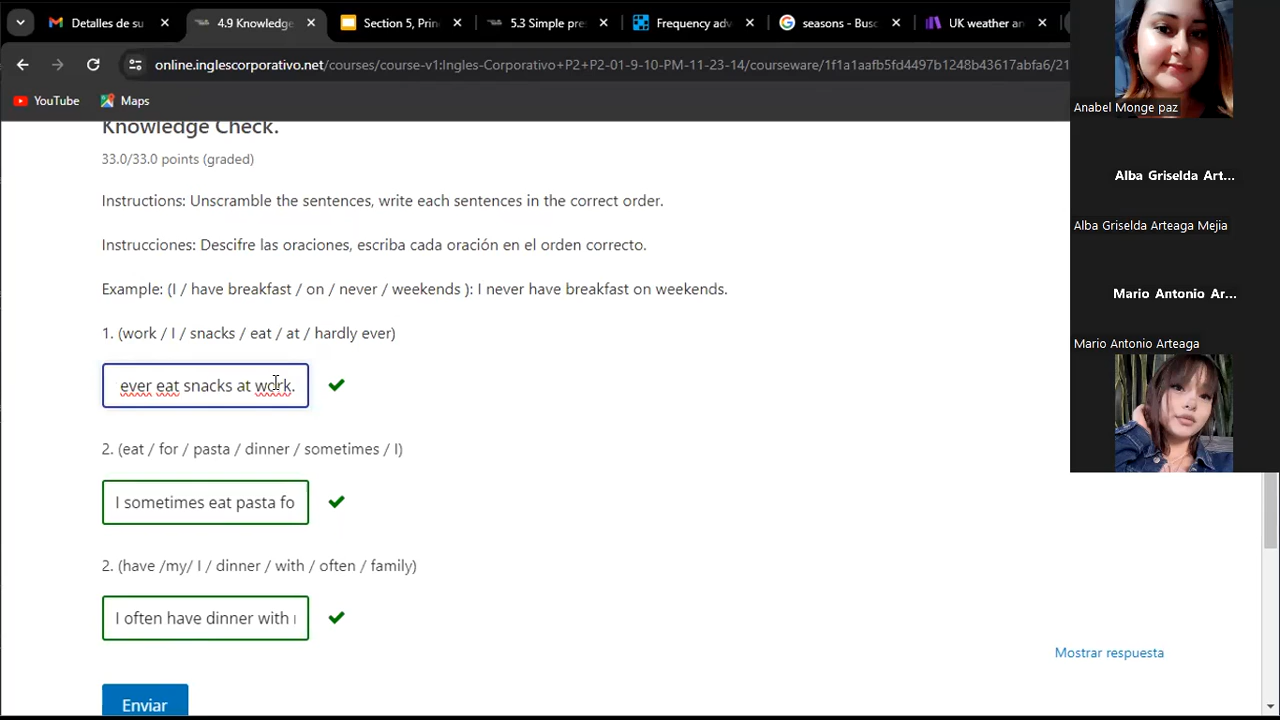 Detalles de su
4.9 Knowledge
Section 5, Prin
5.3 Simple pre
Frequency adv
seasons - Busc
UK weather an
online.inglescorporativo.net/courses/course-v1:Ingles-Corporativo+P2+P2-01-9-10-PM-11-23-14/courseware/1f1a1aafb5fd4497b1248b43617abfa6/21
YouTube
Maps
Knowledge Check.
33.0/33.0 points (graded)
Instructions: Unscramble the sentences, write each sentences in the correct order.
Instrucciones: Descifre las oraciones, escriba cada oración en el orden correcto.
Example: (I / have breakfast / on / never / weekends ): I never have breakfast on weekends.
1. (work / I / snacks / eat / at / hardly ever)
ever eat snacks at work.
2. (eat / for / pasta / dinner / sometimes / I)
I sometimes eat pasta fo
2. (have /my/ I / dinner / with / often / family)
I often have dinner with
Mostrar respuesta
Enviar
Anabel Monge paz
Alba Griselda Art...
Alba Griselda Arteaga Mejia
Mario Antonio Ar...
Mario Antonio Arteaga